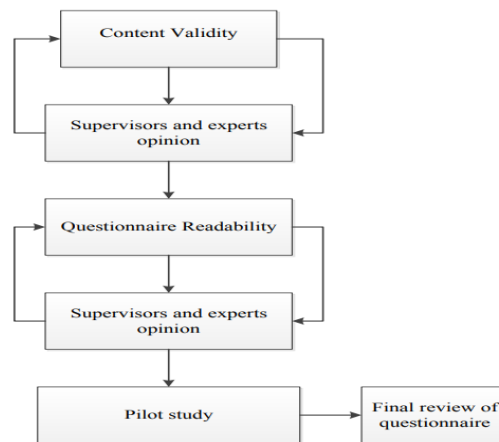 Content Validity
Supervisors and experts
opinion
Questionnaire Readability
Supervisors and experts
opinion
Pilot study
Final review of
questionnaire